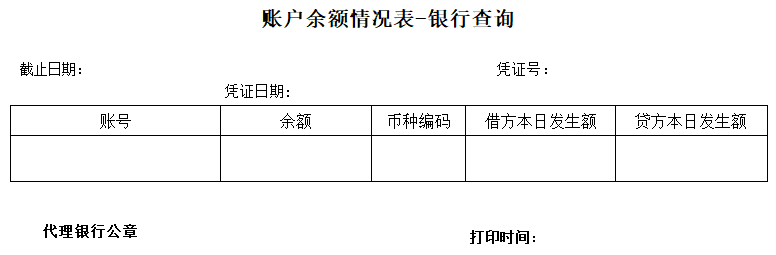 账户余额情况表-银行查询
截止日期： 凭证号：
凭证日期：
账号 余额 币种编码 借方本日发生额 贷方本日发生额
代理银行公章 打印时间：